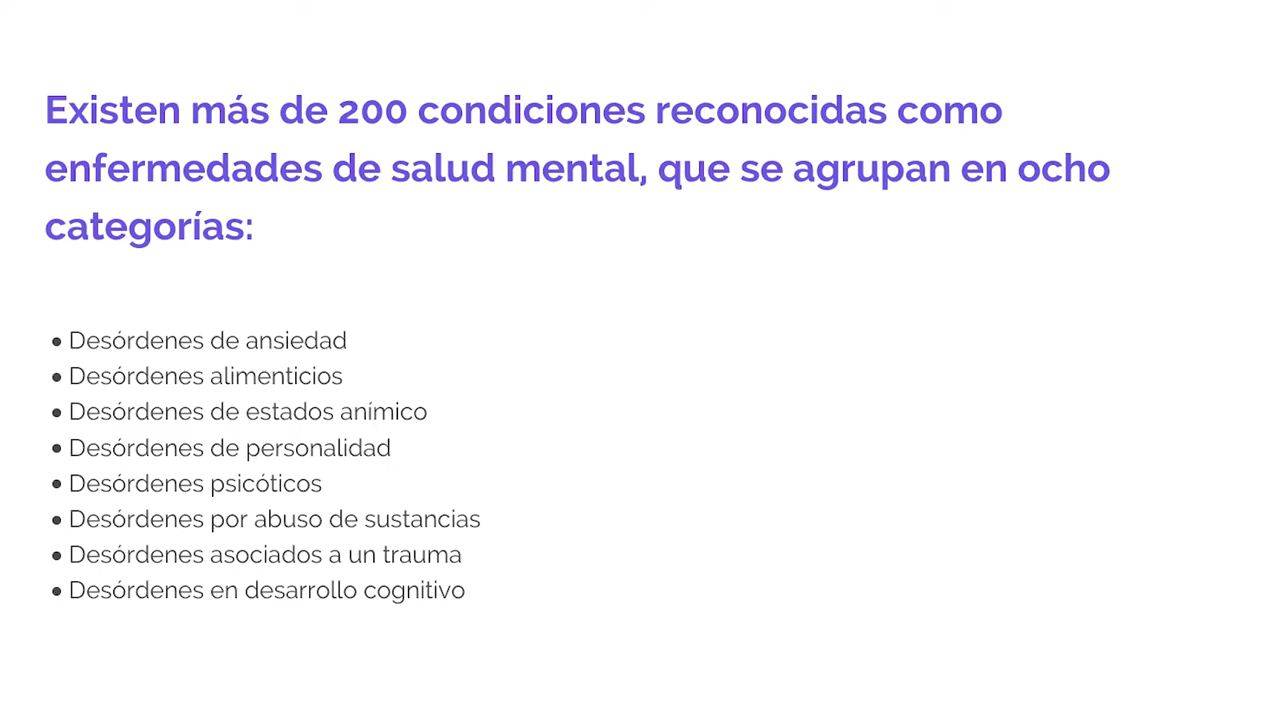 Existen más de 200 condiciones reconocidas como
enfermedades de salud mental, que se agrupan en ocho
categorías:
• Desórdenes de ansiedad
• Desórdenes alimenticios
• Desórdenes de estados anímico
• Desórdenes de personalidad
• Desórdenes psicóticos
• Desórdenes por abuso de sustancias
• Desórdenes asociados a un trauma
• Desórdenes en desarrollo cognitivo